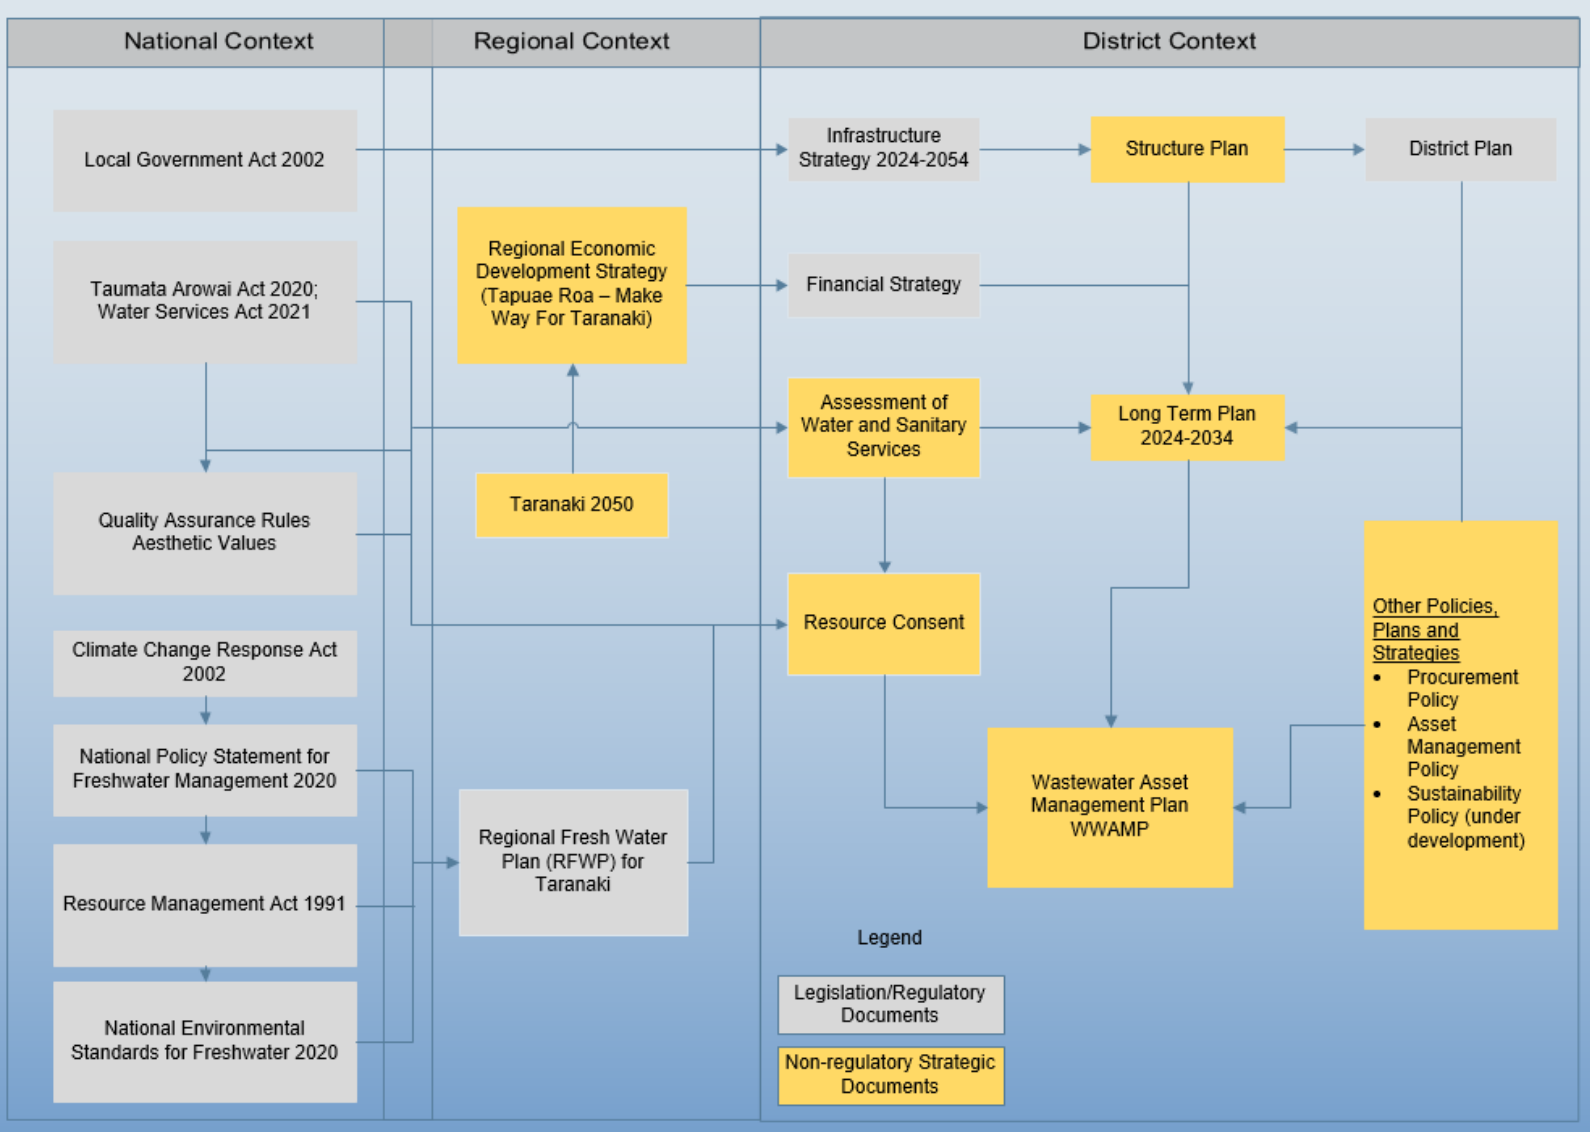 National Context
Regional Context
District Context
Local Government Act 2002
Taumata Arowai Act 2020;
Water Services Act 2021
Quality Assurance Rules
Aesthetic Values
Climate Change Response Act
2002
National Policy Statement for
Freshwater Management 2020
Resource Management Act 1991
National Environmental
Standards for Freshwater 2020
Regional Economic
Development Strategy
(Tapuae Roa – Make
Way For Taranaki)
Taranaki 2050
Regional Fresh Water
Plan (RFWP) for
Taranaki
Infrastructure
Strategy 2024-2054
Structure Plan
District Plan
Financial Strategy
Assessment of
Water and Sanitary
Services
Long Term Plan
2024-2034
Resource Consent
Wastewater Asset
Management Plan
WWAMP
Other Policies,
Plans and
Strategies
• Procurement
Policy
• Asset
Management
Policy
• Sustainability
Policy (under
development)
Legend
Legislation/Regulatory
Documents
Non-regulatory Strategic
Documents